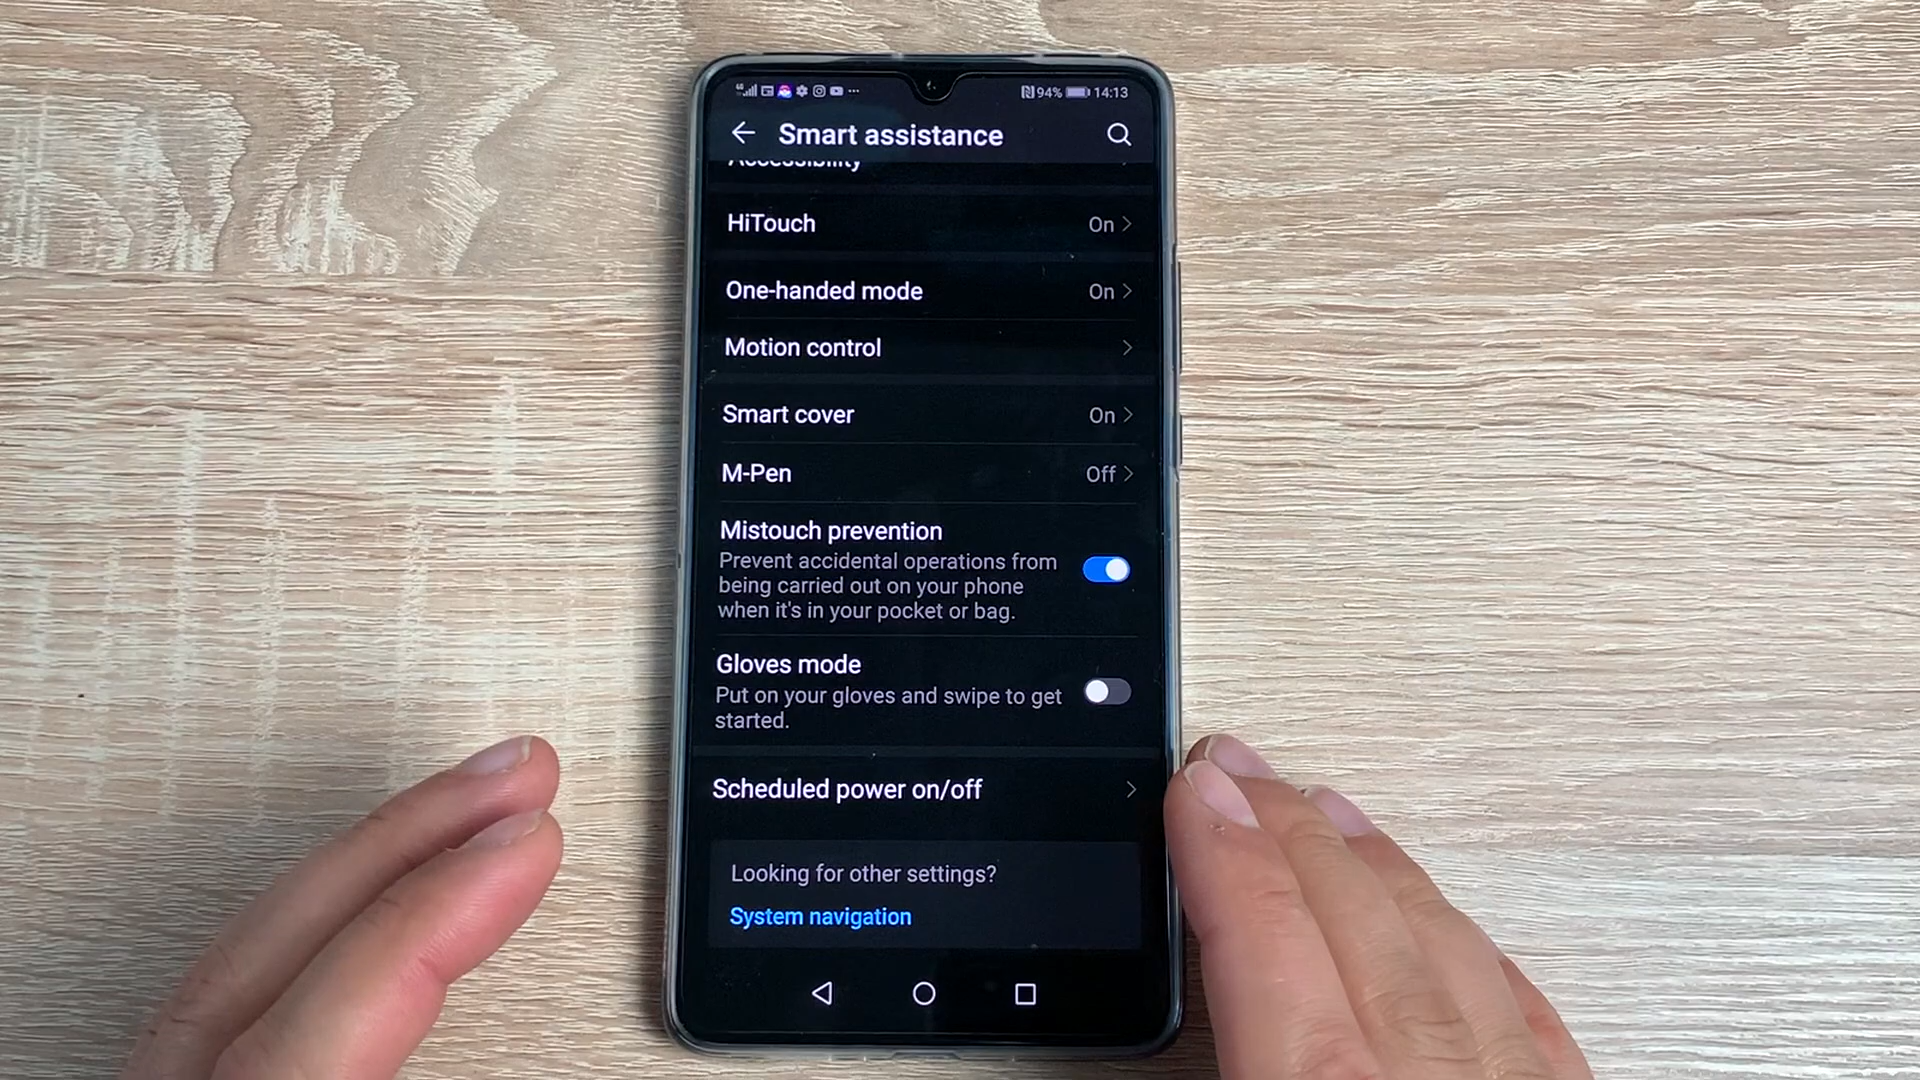 4G 94% 14:13
Smart assistance
Accessibility
HiTouch On
One-handed mode On
Motion control
Smart cover On
M-Pen Off
Mistouch prevention
Prevent accidental operations from
being carried out on your phone
when it's in your pocket or bag.
Gloves mode
Put on your gloves and swipe to get
started.
Scheduled power on/off
Looking for other settings?
System navigation